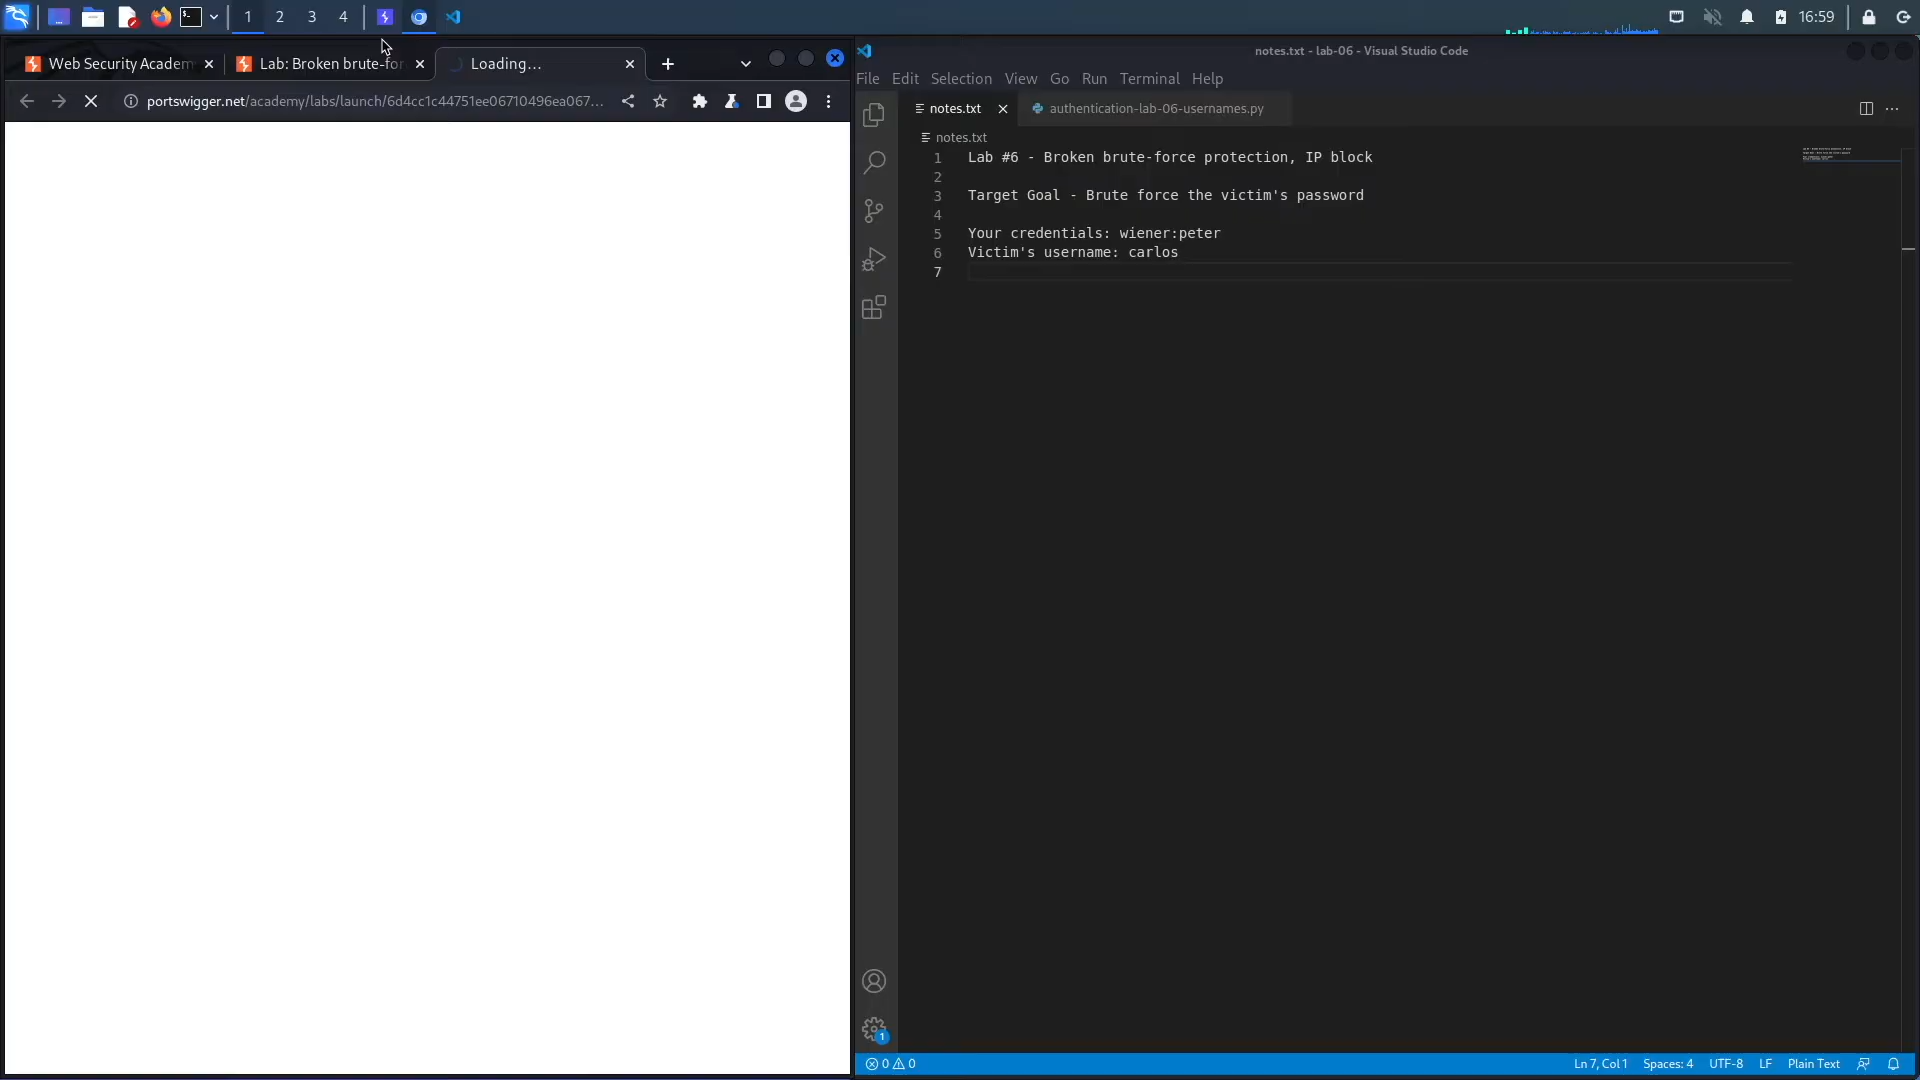 1 2 3 4
16:59
Web Security Academ
Lab: Broken brute-for
Loading...
portswigger.net/academy/labs/launch/6d4cc1c44751ee06710496ea067...
notes.txt - lab-06 - Visual Studio Code
File Edit Selection View Go Run Terminal Help
notes.txt
authentication-lab-06-usernames.py
notes.txt
1 Lab #6 - Broken brute-force protection, IP block
2
3 Target Goal - Brute force the victim's password
4
5 Your credentials: wiener:peter
6 Victim's username: carlos
7
1
0 0
Ln 7, Col 1 Spaces: 4 UTF-8 LF Plain Text